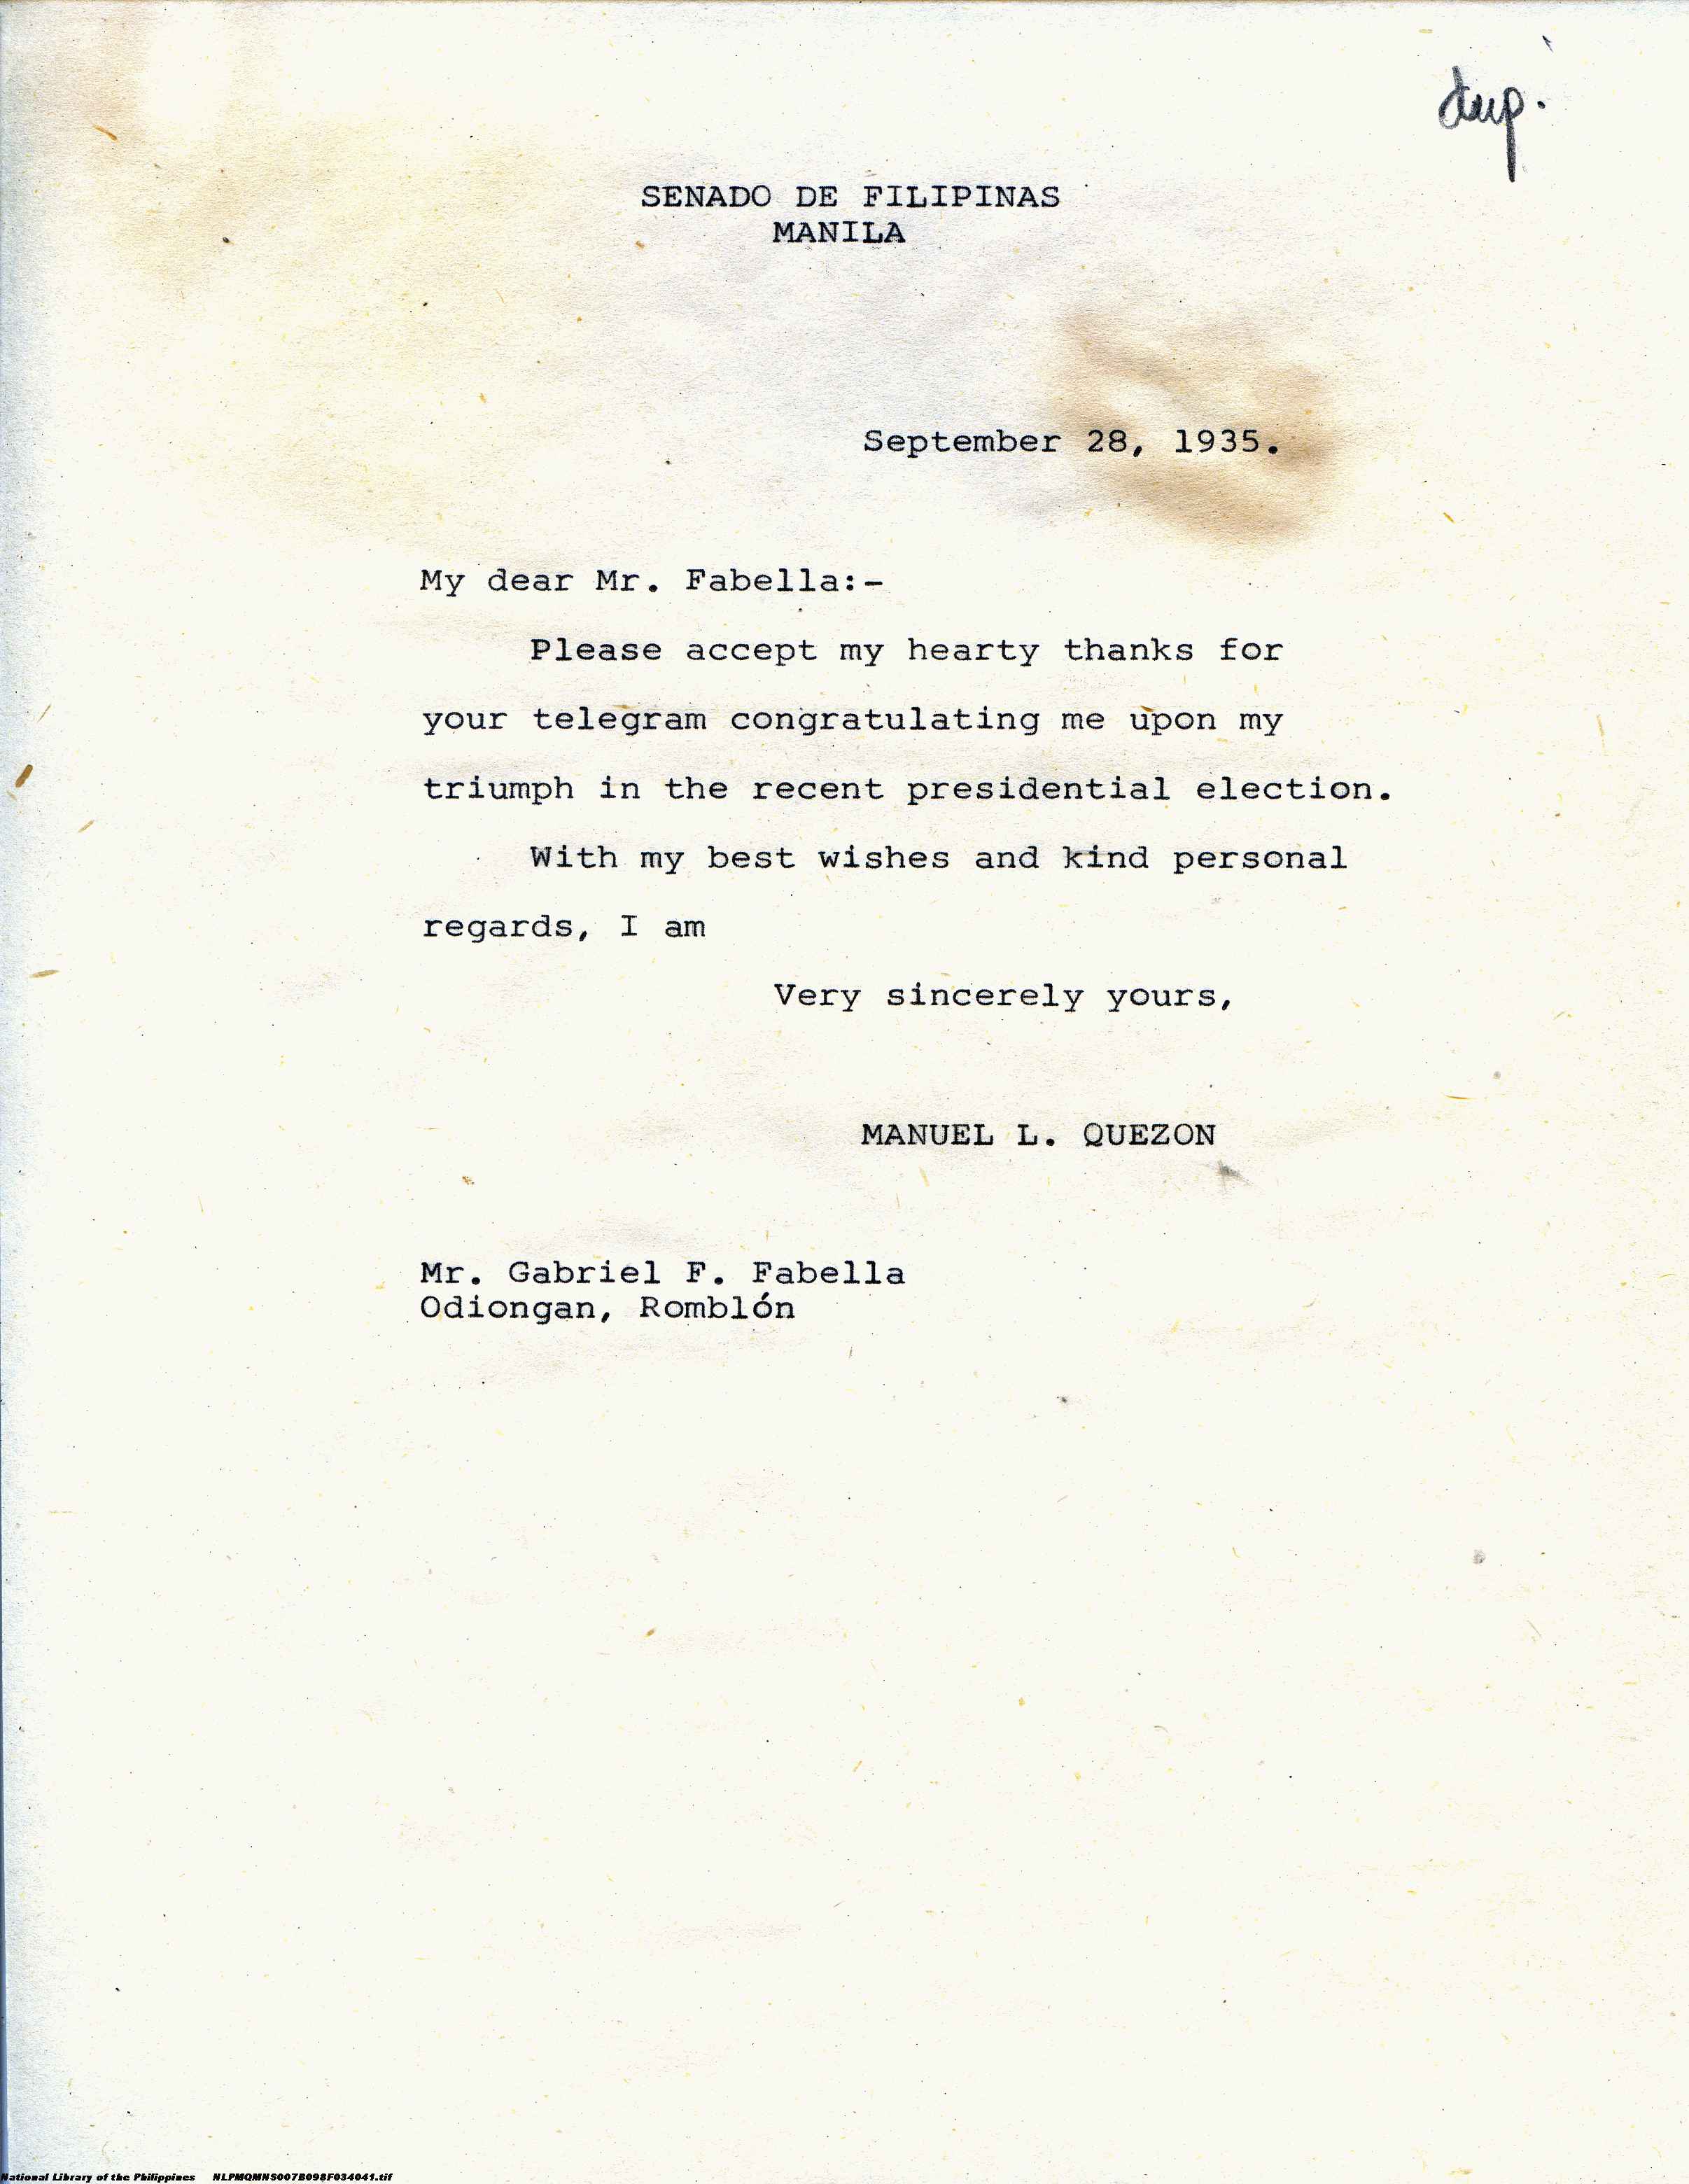 dup.
SENADO DE FILIPINAS
MANILA
September 28, 1935.
My dear Mr. Fabella:-
Please accept my hearty thanks for
your telegram congratulating me upon my
triumph in the recent presidential election.
With my best wishes and kind personal
regards, I am
Very sincerely yours,
MANUEL L. QUEZON
Mr. Gabriel F. Fabella
Odiongan, Romblón
National Library of the Philippines NLPMQMNS007B098F034041.tif